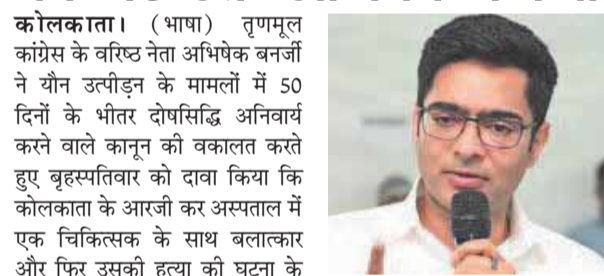 कोलकाता। (भाषा) तृणमूल
कांग्रेस के वरिष्ठ नेता अभिषेक बनर्जी
ने यौन उत्पीड़न के मामलों में 50
दिनों के भीतर दोषसिद्धि अनिवार्य
करने वाले कानून की वकालत करते
हुए बृहस्पतिवार को दावा किया कि
कोलकाता के आरजी कर अस्पताल में
एक चिकित्सक के साथ बलात्कार
और फिर उसकी हत्या की घटना के